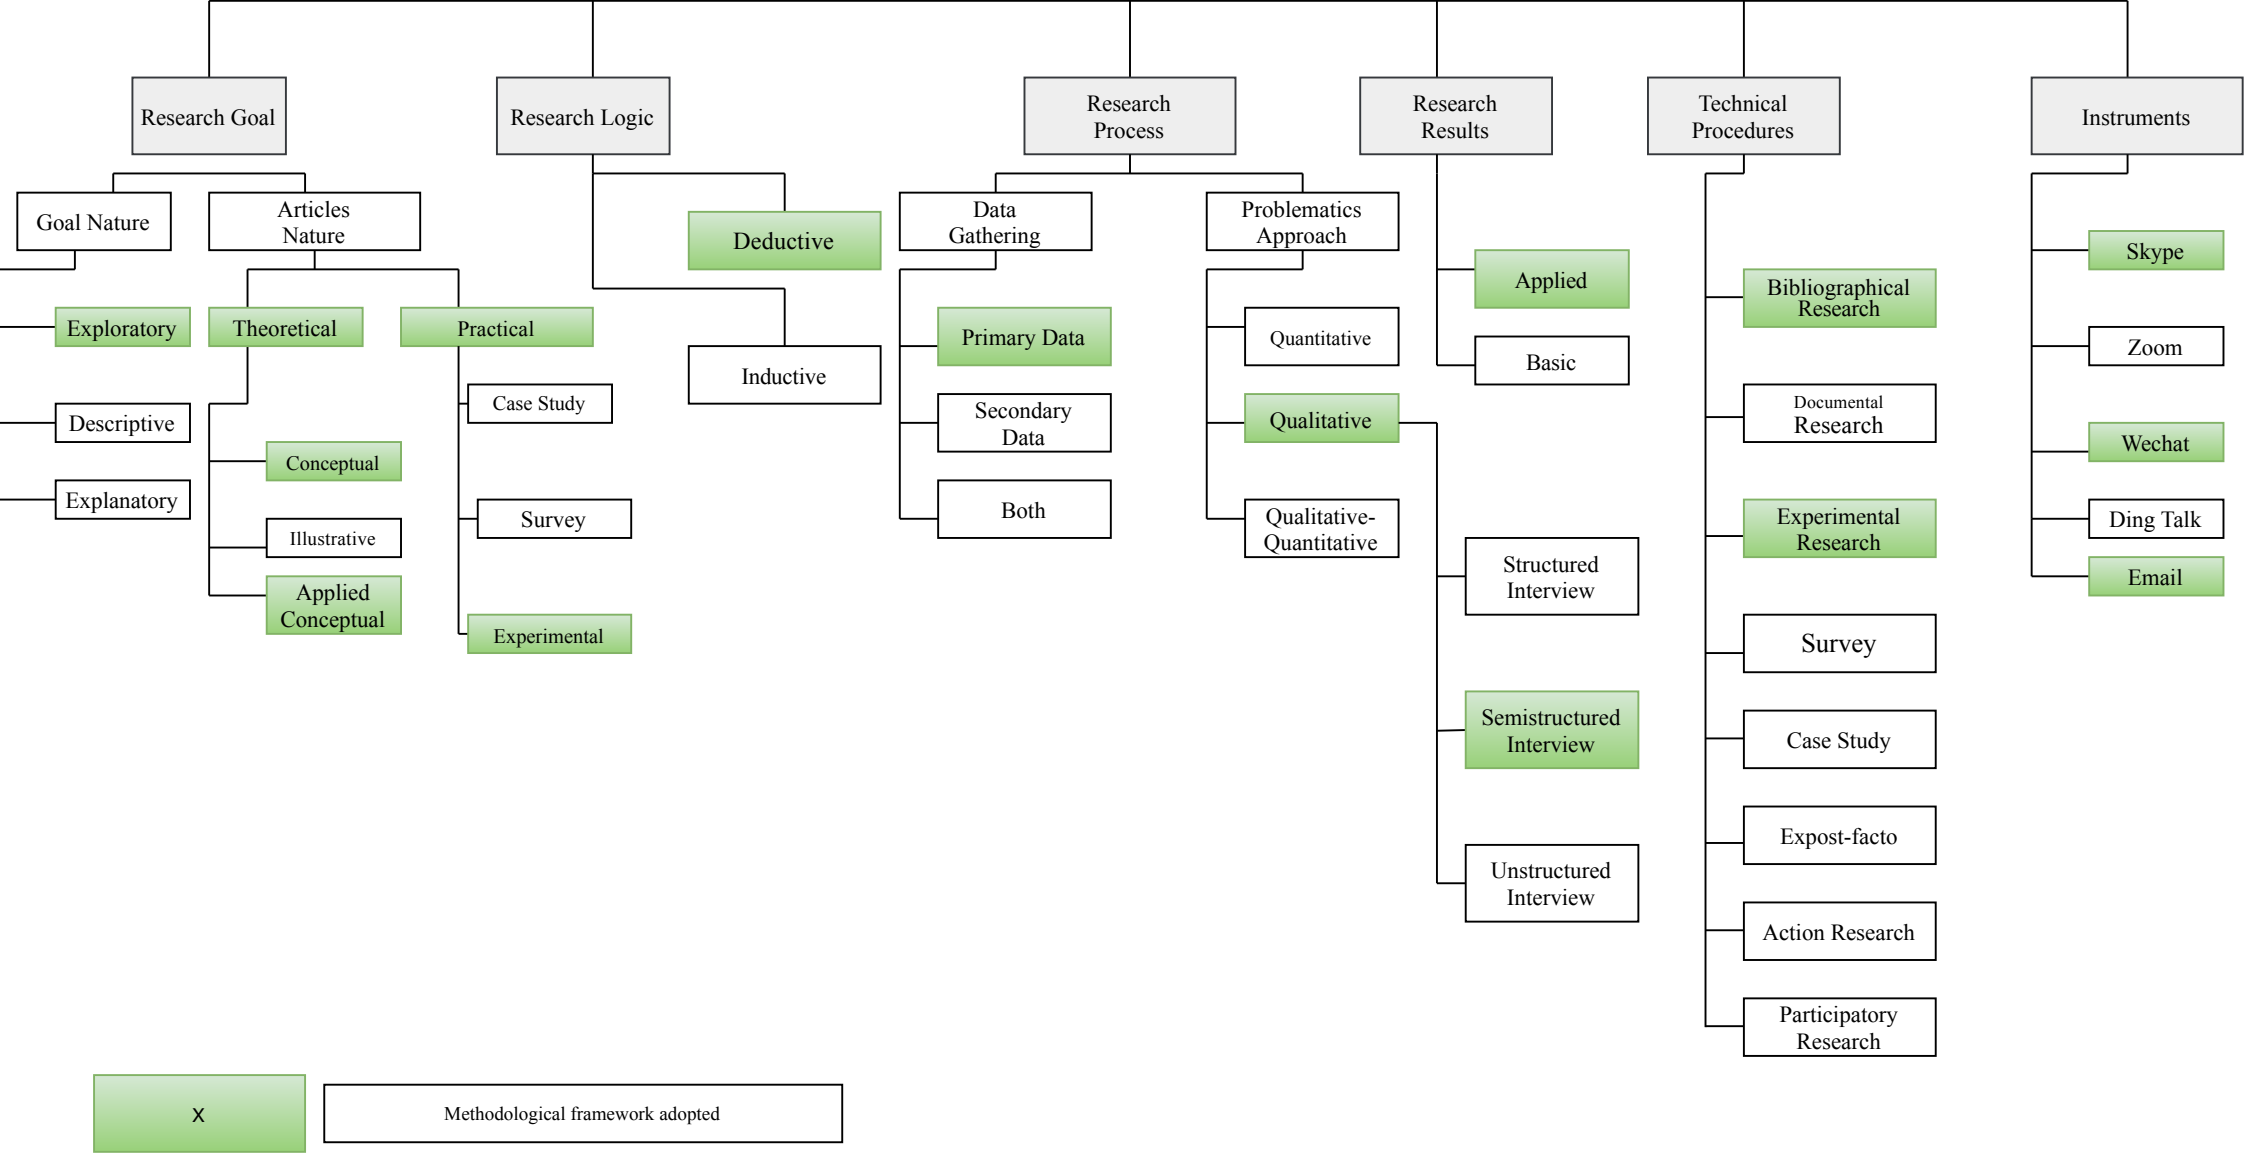 Research Goal
Research Logic
Research
Process
Research
Results
Technical
Procedures
Instruments
Goal Nature
Articles
Nature
Exploratory
Descriptive
Explanatory
Theoretical
Conceptual
Illustrative
Applied
Conceptual
Practical
Case Study
Survey
Experimental
Deductive
Inductive
Data
Gathering
Primary Data
Secondary
Data
Both
Problematics
Approach
Quantitative
Qualitative
Qualitative-
Quantitative
Structured
Interview
Semistructured
Interview
Unstructured
Interview
Applied
Basic
Bibliographical
Research
Documental
Research
Experimental
Research
Survey
Case Study
Expost-facto
Action Research
Participatory
Research
Skype
Zoom
Wechat
Ding Talk
Email
X
Methodological framework adopted